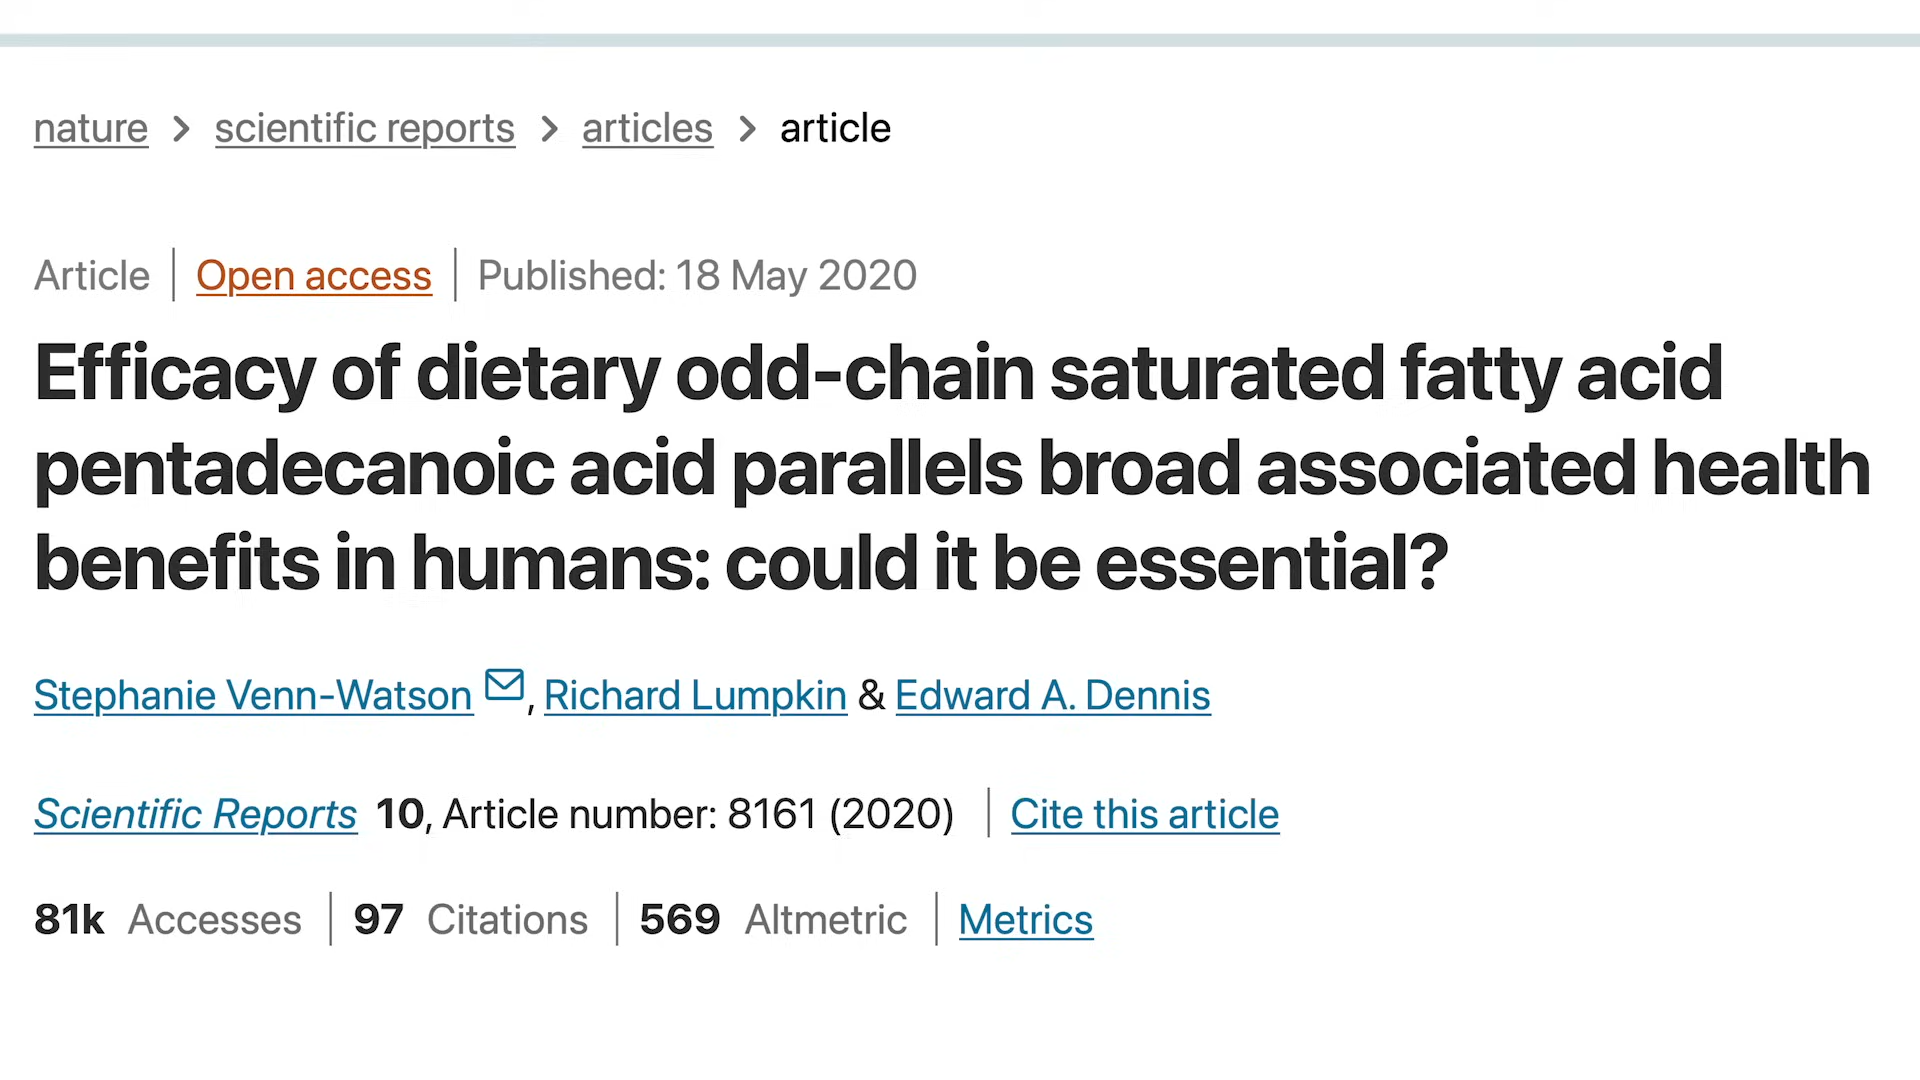 nature > scientific reports > articles > article
Article | Open access | Published: 18 May 2020
Efficacy of dietary odd-chain saturated fatty acid
pentadecanoic acid parallels broad associated health
benefits in humans: could it be essential?
Stephanie Venn-Watson, Richard Lumpkin & Edward A. Dennis
Scientific Reports 10, Article number: 8161 (2020) | Cite this article
81k Accesses | 97 Citations | 569 Altmetric | Metrics